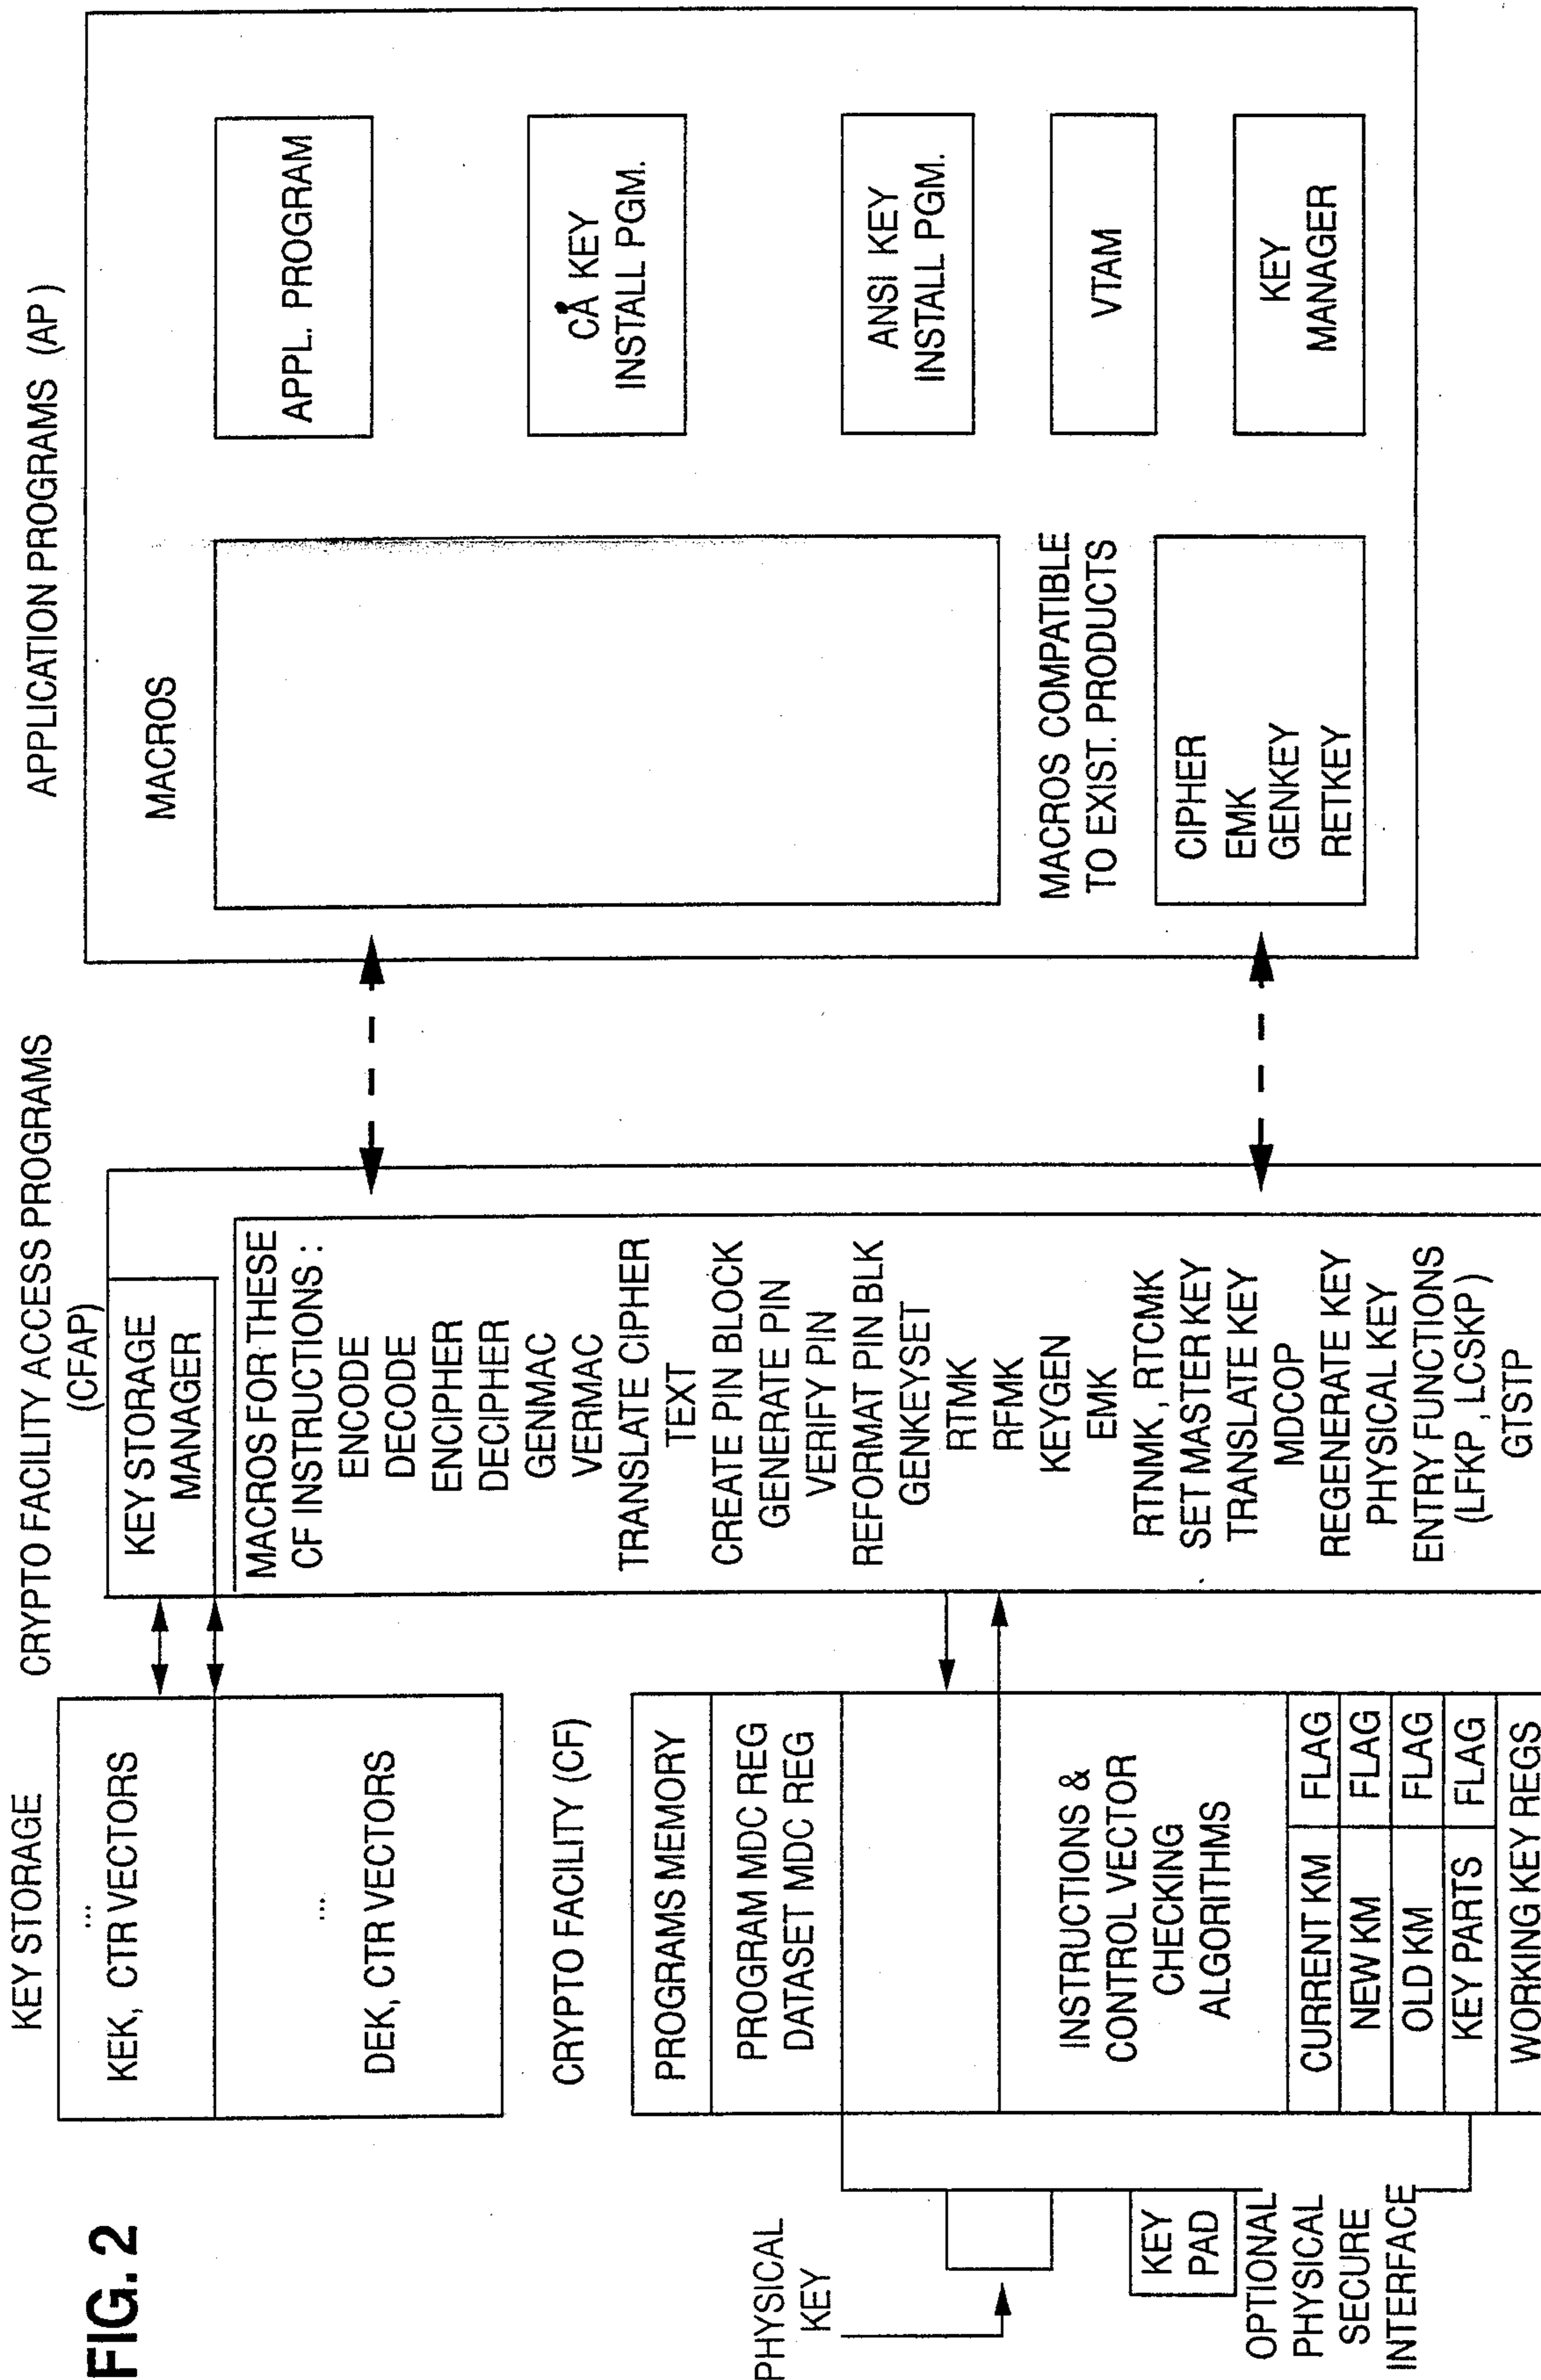 FIG. 2
KEY STORAGE
...
KEK, CTR VECTORS
...
DEK, CTR VECTORS
CRYPTO FACILITY (CF)
PROGRAMS MEMORY
PROGRAM MDC REG
DATASET MDC REG
INSTRUCTIONS &
CONTROL VECTOR
CHECKING
ALGORITHMS
CURRENT KM FLAG
NEW KM FLAG
OLD KM FLAG
KEY PARTS FLAG
WORKING KEY REGS
PHYSICAL
KEY
KEY
PAD
OPTIONAL
PHYSICAL
SECURE
INTERFACE
CRYPTO FACILITY ACCESS PROGRAMS
(CFAP)
KEY STORAGE
MANAGER
MACROS FOR THESE
CF INSTRUCTIONS :
ENCODE
DECODE
ENCIPHER
DECIPHER
GENMAC
VERMAC
TRANSLATE CIPHER
TEXT
CREATE PIN BLOCK
GENERATE PIN
VERIFY PIN
REFORMAT PIN BLK
GENKEYSET
RTMK
RFMK
KEYGEN
EMK
RTNMK, RTCMK
SET MASTER KEY
TRANSLATE KEY
MDCOP
REGENERATE KEY
PHYSICAL KEY
ENTRY FUNCTIONS
(LFKP, LCSKP)
GTSTP
APPLICATION PROGRAMS (AP)
MACROS
MACROS COMPATIBLE
TO EXIST. PRODUCTS
CIPHER
EMK
GENKEY
RETKEY
APPL. PROGRAM
CA KEY
INSTALL PGM.
ANSI KEY
INSTALL PGM.
VTAM
KEY
MANAGER